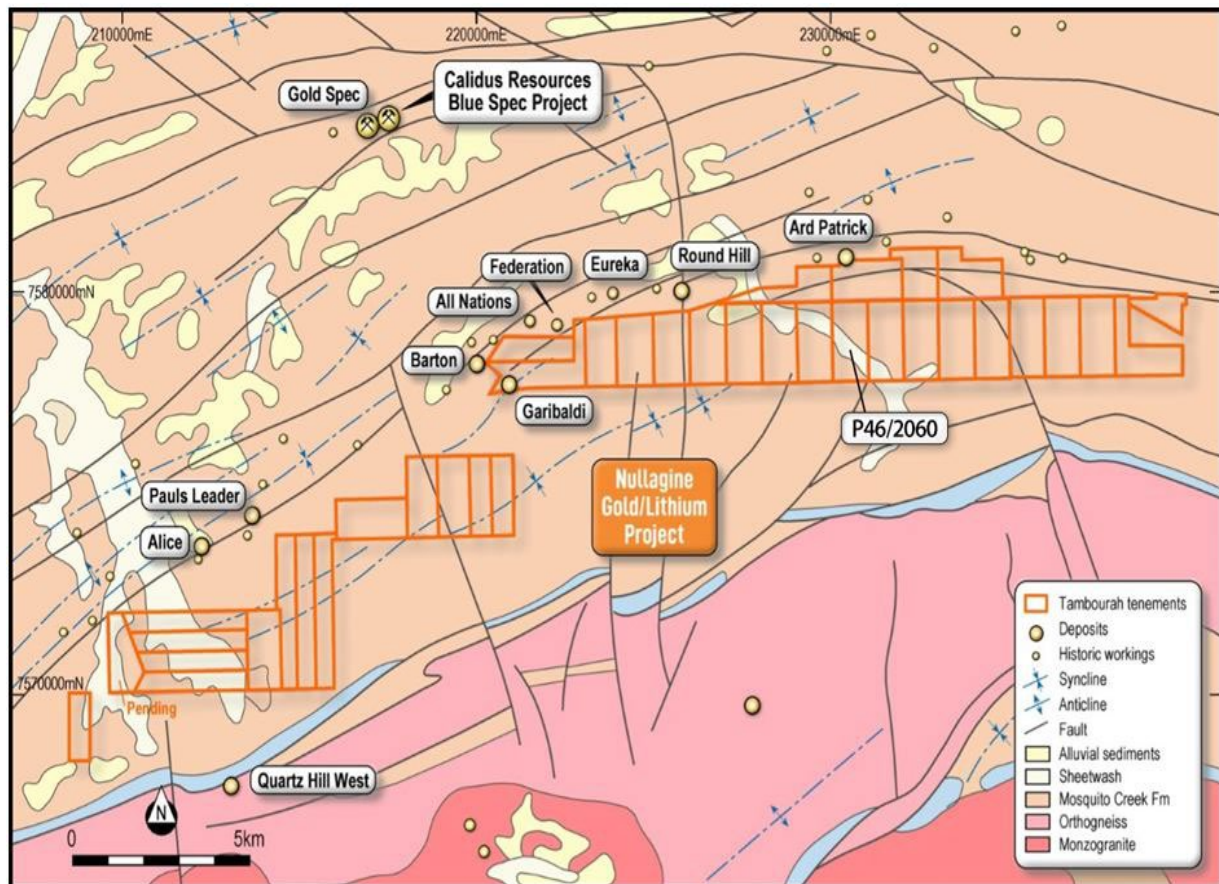 210000mE
220000mE
230000mE
Gold Spec
Calidus Resources
Blue Spec Project
Ard Patrick
Round Hill
Eureka
Federation
7580000mN
All Nations
Barton
Garibaldi
P46/2060
Nullagine
Gold/Lithium
Project
Pauls Leader
Alice
7570000mN
Pending
Quartz Hill West
N
0
5km
Tambourah tenements
Deposits
Historic workings
Syncline
Anticline
Fault
Alluvial sediments
Sheetwash
Mosquito Creek Fm
Orthogneiss
Monzogranite